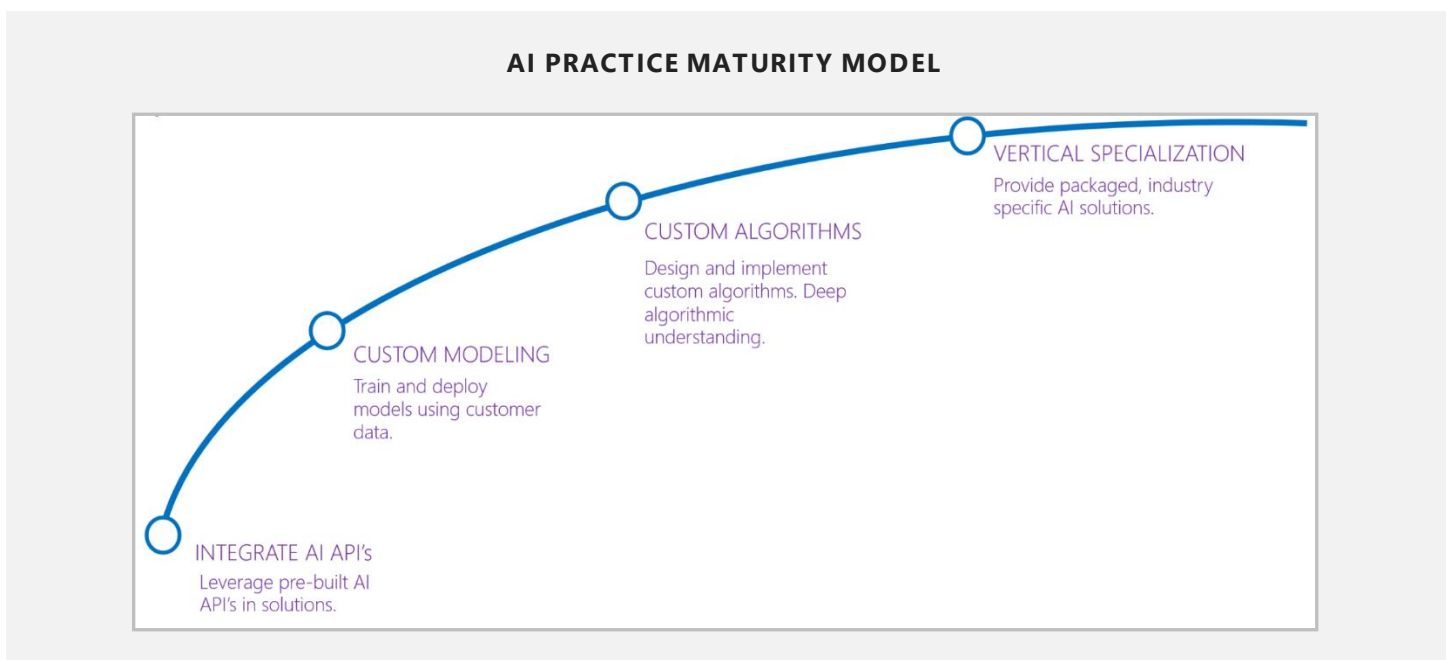 AI PRACTICE MATURITY MODEL
VERTICAL SPECIALIZATION
Provide packaged, industry
specific AI solutions.
CUSTOM ALGORITHMS
Design and implement
custom algorithms. Deep
algorithmic
understanding.
CUSTOM MODELING
Train and deploy
models using customer
data.
INTEGRATE AI API's
Leverage pre-built AI
API's in solutions.